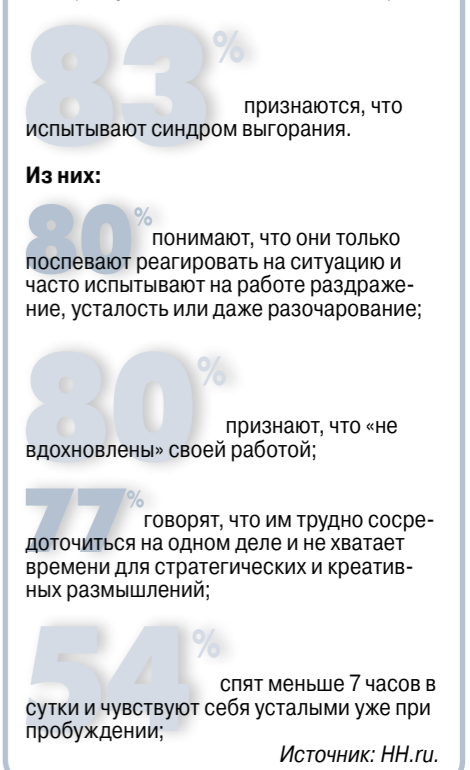 83%
признаются, что
испытывают синдром выгорания.
Из них:
80%
понимают, что они только
поспевают реагировать на ситуацию и
часто испытывают на работе раздраже-
ние, усталость или даже разочарование;
80%
признают, что «не
вдохновлены» своей работой;
77%
говорят, что им трудно сосре-
доточиться на одном деле и не хватает
времени для стратегических и креатив-
ных размышлений;
54%
спят меньше 7 часов в
сутки и чувствуют себя усталыми уже при
пробуждении;
Источник: HH.ru.